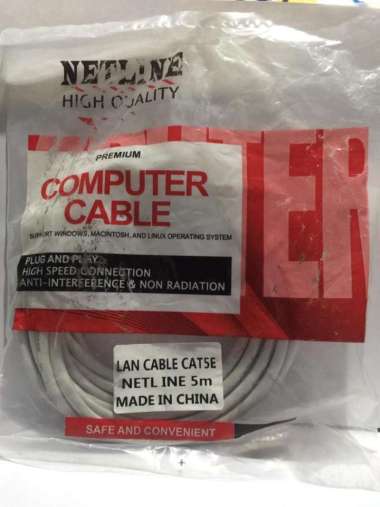 NETLINE
HIGH QUALITY
PREMIUM
COMPUTER
CABLE
SUPPORT WINDOWS, MACINTOSH, AND LINUX OPERATING SYSTEM
PLUG AND PLAY
HIGH SPEED CONNECTION
ANTI-INTERFERENCE & NON RADIATION
LAN CABLE CAT5E
NETL INE 5m
MADE IN CHINA
SAFE AND CONVENIENT